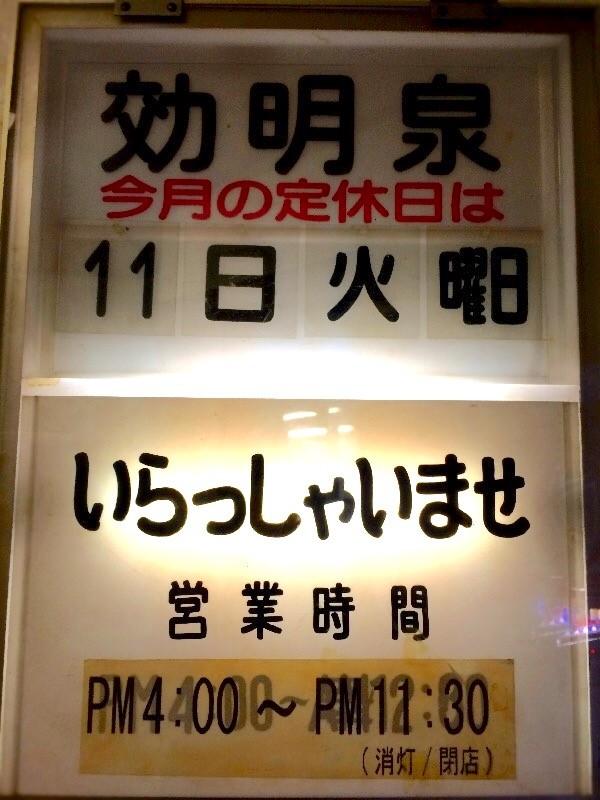 効明泉
今月の定休日は
11日火曜日
いらっしゃいませ
営業時間
PM4:00～PM11:30
(消灯/閉店)